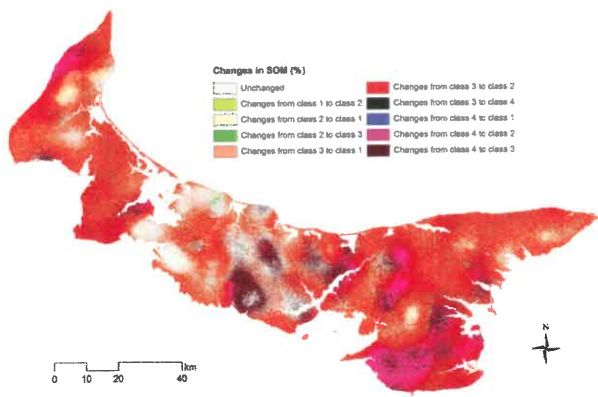 Changes in SOM (%)
Unchanged
Changes from class 1 to class 2
Changes from class 2 to class 1
Changes from class 2 to class 3
Changes from class 3 to class 1
Changes from class 3 to class 2
Changes from class 3 to class 4
Changes from class 4 to class 1
Changes from class 4 to class 2
Changes from class 4 to class 3
N
km
0 10 20 40